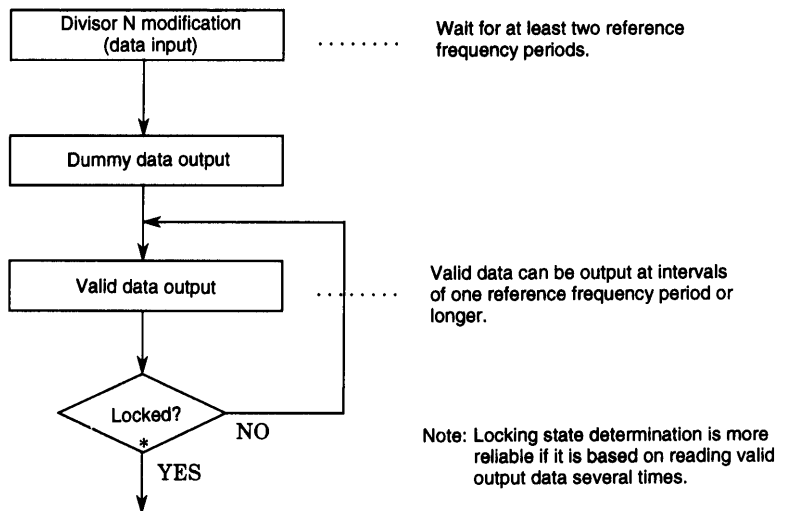 Divisor N modification
(data input)
Wait for at least two reference
frequency periods.
Dummy data output
Valid data output
Valid data can be output at intervals
of one reference frequency period or
longer.
Locked?
*
NO
YES
Note: Locking state determination is more
reliable if it is based on reading valid
output data several times.